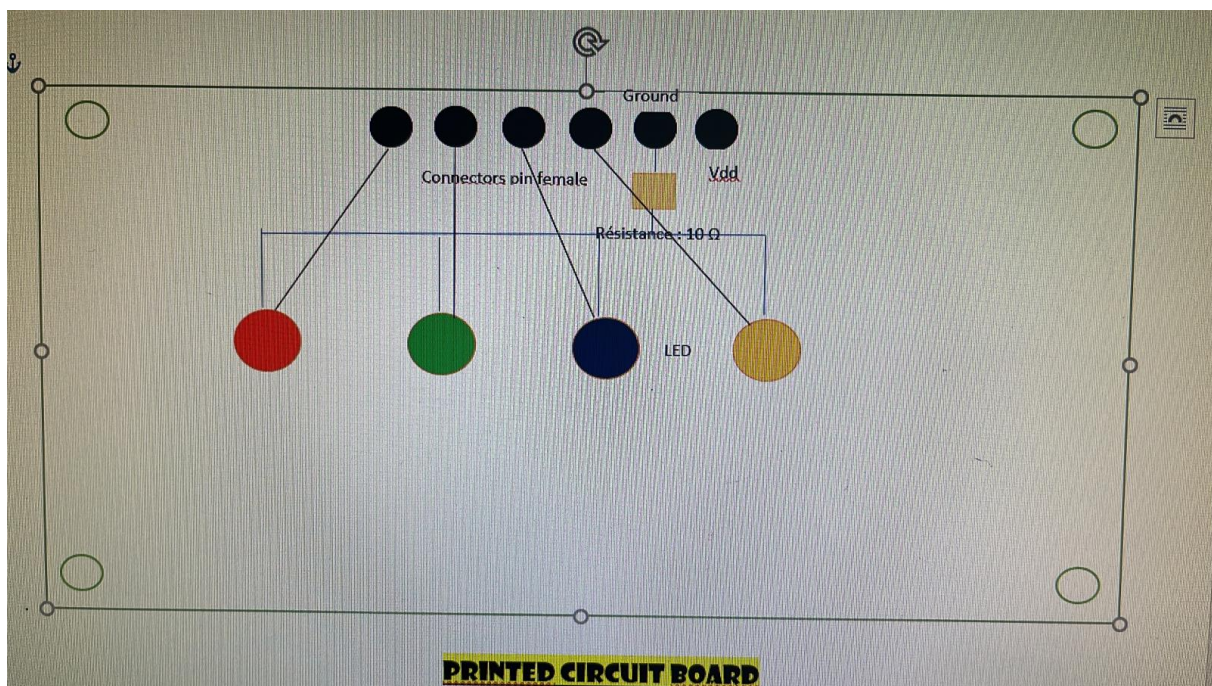 Ground
Connectors pin female
Vdd
Résistance : 10 Ω
LED
PRINTED CIRCUIT BOARD